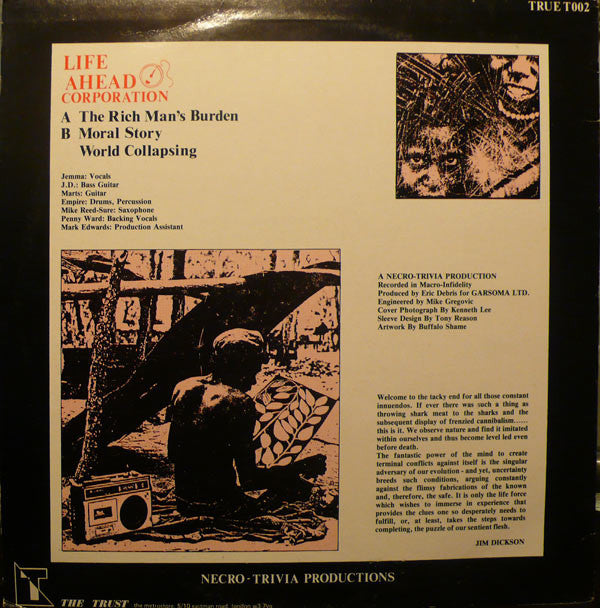 TRUE T002
LIFE
AHEAD
CORPORATION
A The Rich Man's Burden
B Moral Story
World Collapsing
Jemma: Vocals
J.D.: Bass Guitar
Marts: Guitar
Empire: Drums, Percussion
Mike Reed-Sure: Saxophone
Penny Ward: Backing Vocals
Mark Edwards: Production Assistant
A NECRO-TRIVIA PRODUCTION
Recorded in Macro-Infidelity
Produced by Eric Debris for GARSOMA LTD.
Engineered by Mike Gregovic
Cover Photograph By Kenneth Lee
Sleeve Design By Tony Reason
Artwork By Buffalo Shame
Welcome to the tacky end for all those constant
innuendos. If ever there was such a thing as
throwing shark meat to the sharks and the
subsequent display of frenzied cannibalism......
this is it. We observe nature and find it imitated
within ourselves and thus become level led even
before death.
The fantastic power of the mind to create
terminal conflicts against itself is the singular
adversary of our evolution - and yet, uncertainty
breeds such conditions, arguing constantly
against the flimsy fabrications of the known
and, therefore, the safe. It is only the life force
which wishes to immerse in experience that
provides the clues one so desperately needs to
fulfill, or, at least, takes the steps towards
completing, the puzzle of our sentient flesh.
JIM DICKSON
NECRO-TRIVIA PRODUCTIONS
THE TRUST the metrostore, 5/10 eastman road, london w3 7yg